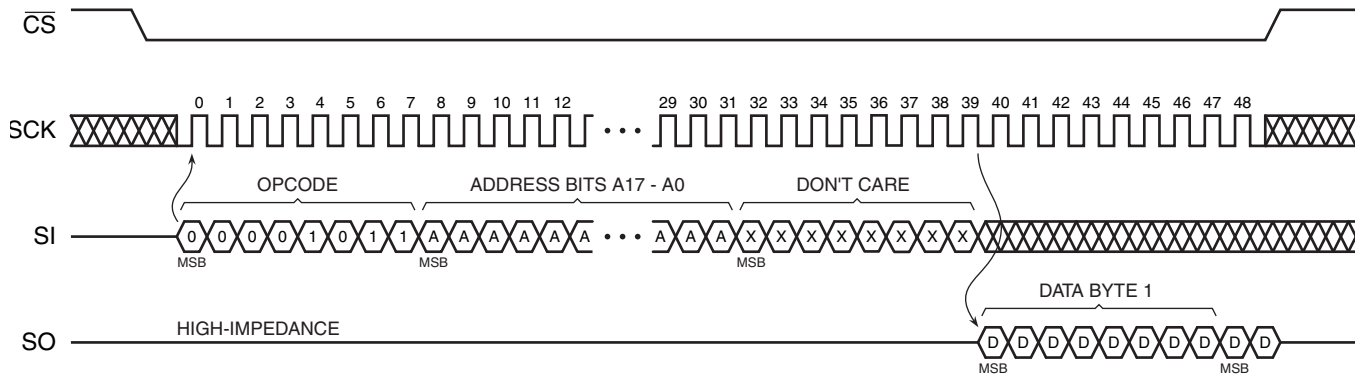 CS
0 1 2 3 4 5 6 7 8 9 10 11 12 29 30 31 32 33 34 35 36 37 38 39 40 41 42 43 44 45 46 47 48
SCK
• • •
OPCODE ADDRESS BITS A17 - A0 DON'T CARE
SI 0 0 0 0 1 0 1 1 A A A A A A • • • A A A X X X X X X X X
MSB MSB MSB
DATA BYTE 1
HIGH-IMPEDANCE
SO D D D D D D D D D D
MSB MSB